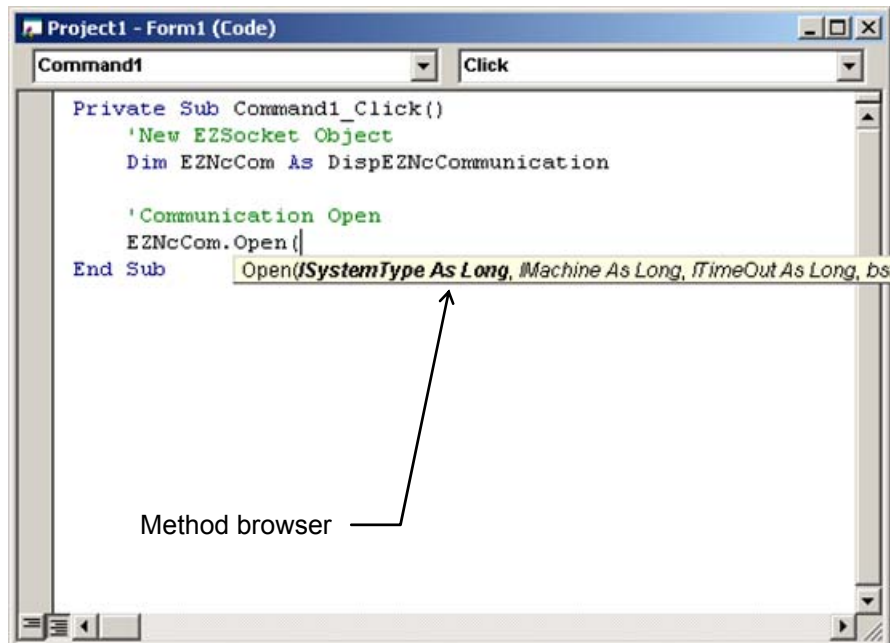 Project1 - Form1 (Code)
Command1 Click
Private Sub Command1_Click()
'New EZSocket Object
Dim EZNcCom As DispEZNcCommunication
'Communication Open
EZNcCom.Open(
End Sub
Open(lSystemType As Long, lMachine As Long, lTimeOut As Long, bs
Method browser